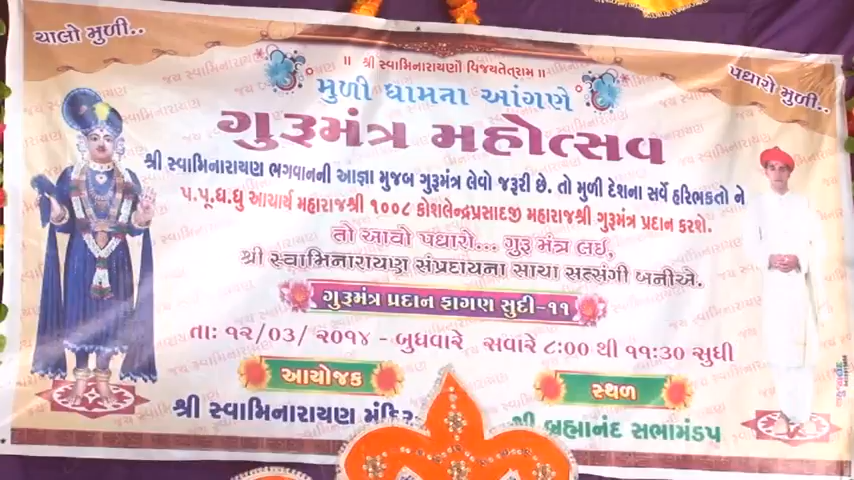 ચાલો મુળી..
॥ શ્રી સ્વામિનારાયણૌ વિજયતેતરામ ॥
પધારો મુળી..
મુળી ધામના આંગણે
ગુરૂમંત્ર મહોત્સવ
શ્રી સ્વામિનારાયણ ભગવાનની આજ્ઞા મુજબ ગુરૂમંત્ર લેવો જરૂરી છે. તો મુળી દેશના સર્વે હરિભકતો ને
પ.પૂ.ધ.ધુ આચાર્ય મહારાજશ્રી ૧૦૦૮ કોશલેન્દ્રપ્રસાદજી મહારાજશ્રી ગુરૂમંત્ર પ્રદાન કરશે.
તો આવો પધારો... ગુરૂ મંત્ર લઇ,
શ્રી સ્વામિનારાયણ સંપ્રદાયના સાચા સત્સંગી બનીએ.
ગુરૂમંત્ર પ્રદાન ફાગણ સુદી-૧૧
તા: ૧૨/૦૩/ ૨૦૧૪ - બુધવારે સવારે ૮:૦૦ થી ૧૧:૩૦ સુધી
આયોજક
સ્થળ
શ્રી સ્વામિનારાયણ
શ્રી બ્રહ્માનંદ સભામંડપ